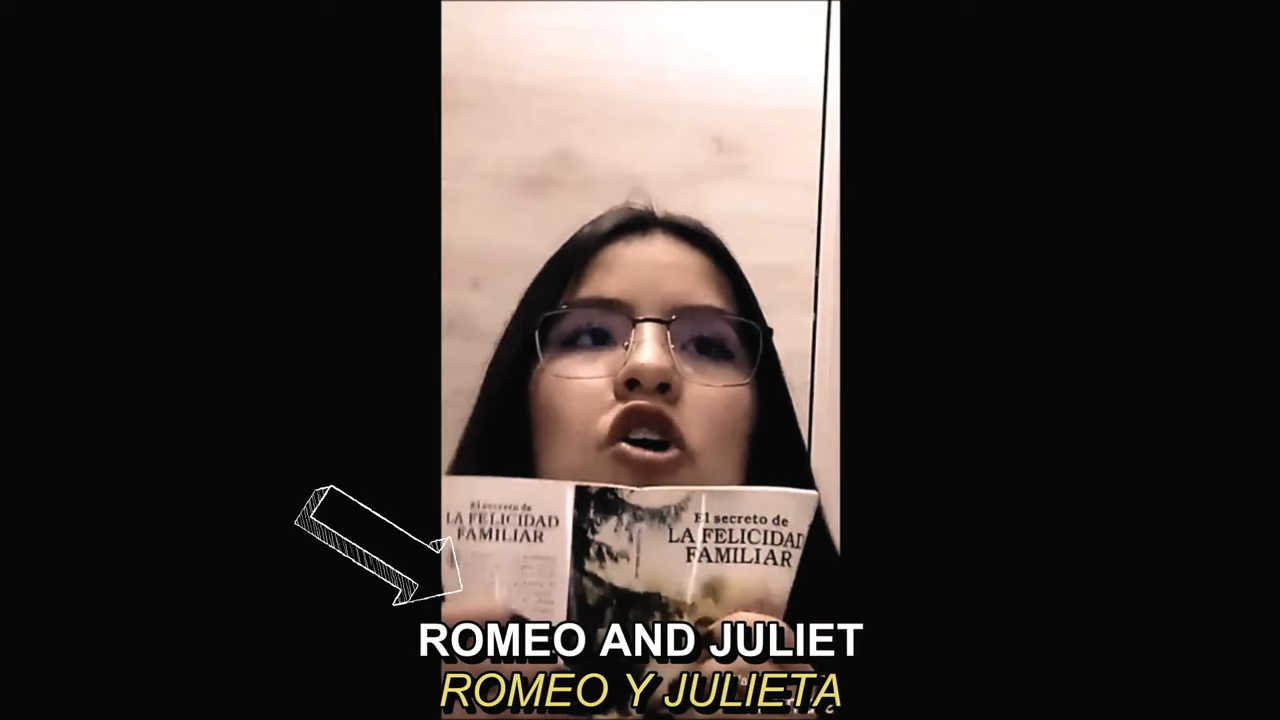 El secreto de
LA FELICIDAD
FAMILIAR
El secreto de
LA FELICIDAD
FAMILIAR
ROMEO AND JULIET
ROMEO Y JULIETA